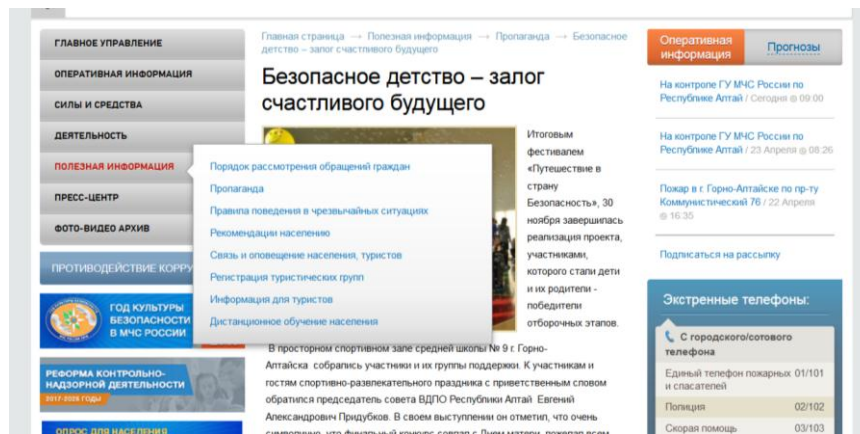 ГЛАВНОЕ УПРАВЛЕНИЕ
ОПЕРАТИВНАЯ ИНФОРМАЦИЯ
СИЛЫ И СРЕДСТВА
ДЕЯТЕЛЬНОСТЬ
ПОЛЕЗНАЯ ИНФОРМАЦИЯ
ПРЕСС-ЦЕНТР
ФОТО-ВИДЕО АРХИВ
ПРОТИВОДЕЙСТВИЕ КОРРУ
ГОД КУЛЬТУРЫ
БЕЗОПАСНОСТИ
В МЧС РОССИИ
РЕФОРМА КОНТРОЛЬНО-
НАДЗОРНОЙ ДЕЯТЕЛЬНОСТИ
2017-2025 ГОДЫ
ОПРОС ДЛЯ НАСЕЛЕНИЯ
Порядок рассмотрения обращений граждан
Пропаганда
Правила поведения в чрезвычайных ситуациях
Рекомендации населению
Связь и оповещение населения, туристов
Регистрация туристических групп
Информация для туристов
Дистанционное обучение населения
Главная страница → Полезная информация → Пропаганда → Безопасное
детство – залог счастливого будущего
Безопасное детство – залог
счастливого будущего
Итоговым
фестивалем
«Путешествие в
страну
Безопасность», 30
ноября завершилась
реализация проекта,
участниками,
которого стали дети
и их родители -
победители
отборочных этапов.
В просторном спортивном зале средней школы № 9 г. Горно-
Алтайска собрались участники и их группы поддержки. К участникам и
гостям спортивно-развлекательного праздника с приветственным словом
обратился председатель совета ВДПО Республики Алтай Евгений
Александрович Придубков. В своем выступлении он отметил, что очень
символично, что финальный конкурс совпал с Днем матери, пожелал всем
Оперативная
информация
Прогнозы
На контроле ГУ МЧС России по
Республике Алтай / Сегодня @ 09:00
На контроле ГУ МЧС России по
Республике Алтай / 23 Апреля @ 08:26
Пожар в г. Горно-Алтайске по пр-ту
Коммунистический 76 / 22 Апреля
@ 16:35
Подписаться на рассылку
Экстренные телефоны:
С городского/сотового
телефона
Единый телефон пожарных 01/101
и спасателей
Полиция 02/102
Скорая помощь 03/103